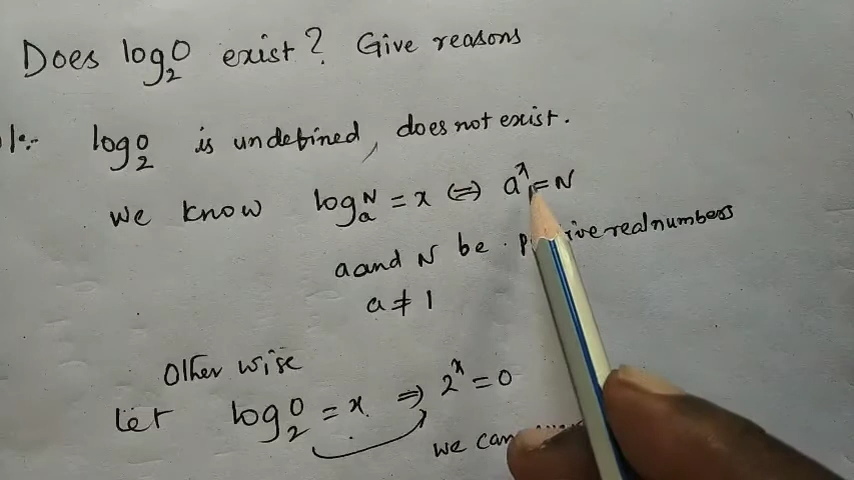 Does log₂0 exist? Give reasons
log₂0 is undefined, does not exist.
We know logₐN = x ⇔ aˣ = N
a and N be real numbers
a ≠ 1
Other wise
Let log₂0 = x. ⇒ 2ˣ = 0
we can